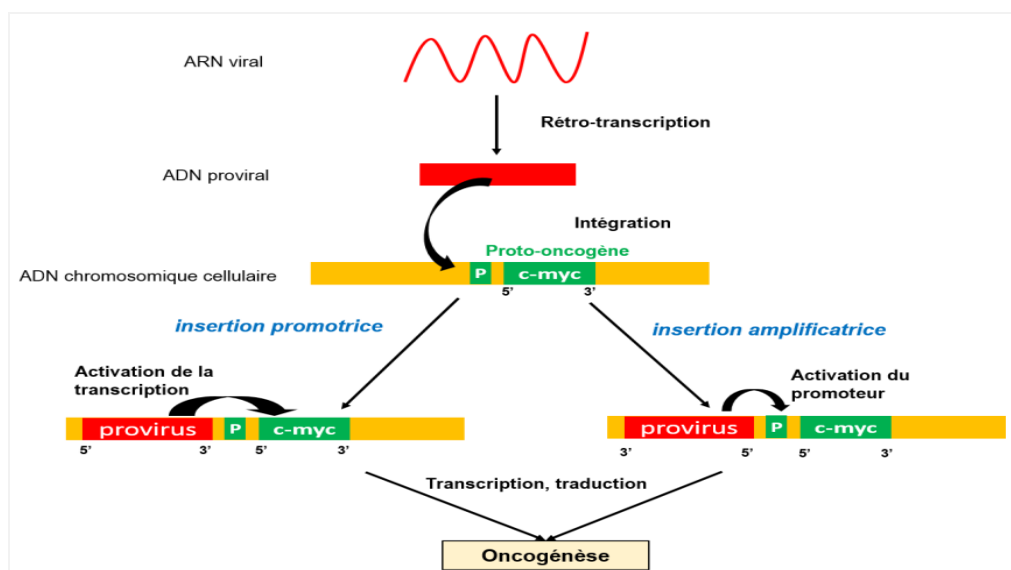 ARN viral
Rétro-transcription
ADN proviral
Intégration
Proto-oncogène
ADN chromosomique cellulaire
P c-myc
5’ 3’
insertion promotrice
insertion amplificatrice
Activation de la
transcription
Activation du
promoteur
provirus P c-myc
5’ 3’ 5’ 3’
provirus P c-myc
3’ 5’ 5’ 3’
Transcription, traduction
Oncogénèse